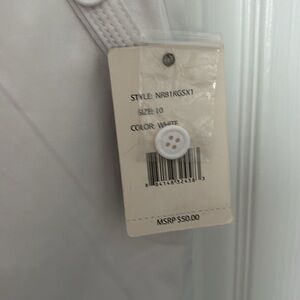 STYLE: NR81KGSX1
SIZE: 10
COLOR: WHITE
MSRP $50.00